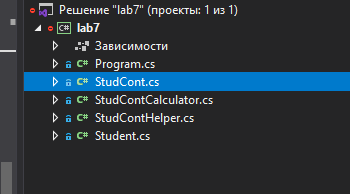 Решение "lab7" (проекты: 1 из 1)
C# lab7
Зависимости
C# Program.cs
C# StudCont.cs
C# StudContCalculator.cs
C# StudContHelper.cs
C# Student.cs